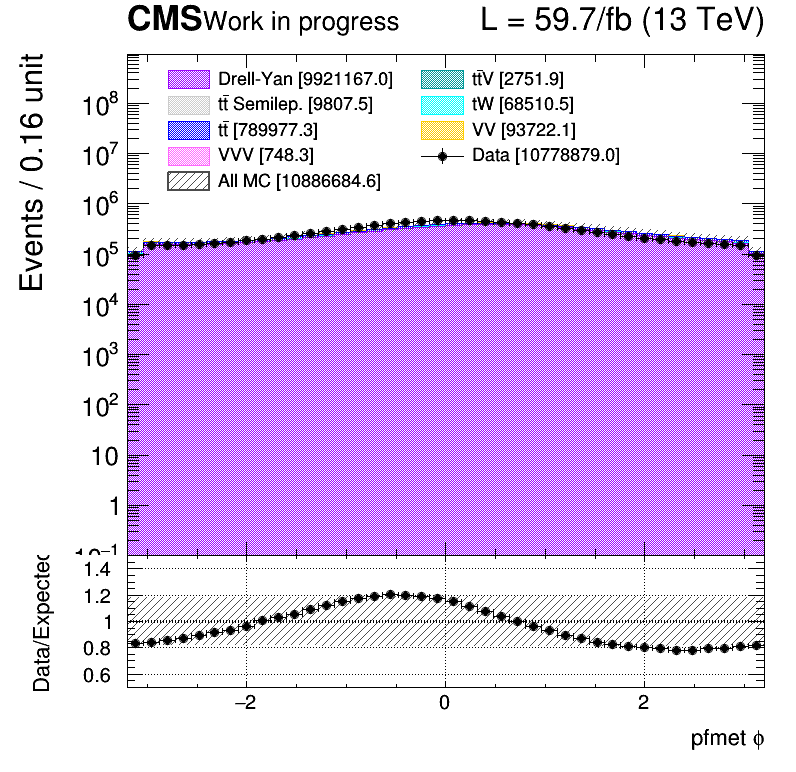 CMS Work in progress L = 59.7/fb (13 TeV)
Drell-Yan [9921167.0] tt̄V [2751.9]
tt̄ Semilep. [9807.5] tW [68510.5]
tt̄ [789977.3] VV [93722.1]
VVV [748.3] Data [10778879.0]
All MC [10886684.6]
Events / 0.16 unit
10⁸
10⁷
10⁶
10⁵
10⁴
10³
10²
10
1
10⁻¹
Data/Expected
1.4
1.2
1
0.8
0.6
−2 0 2
pfmet ϕ